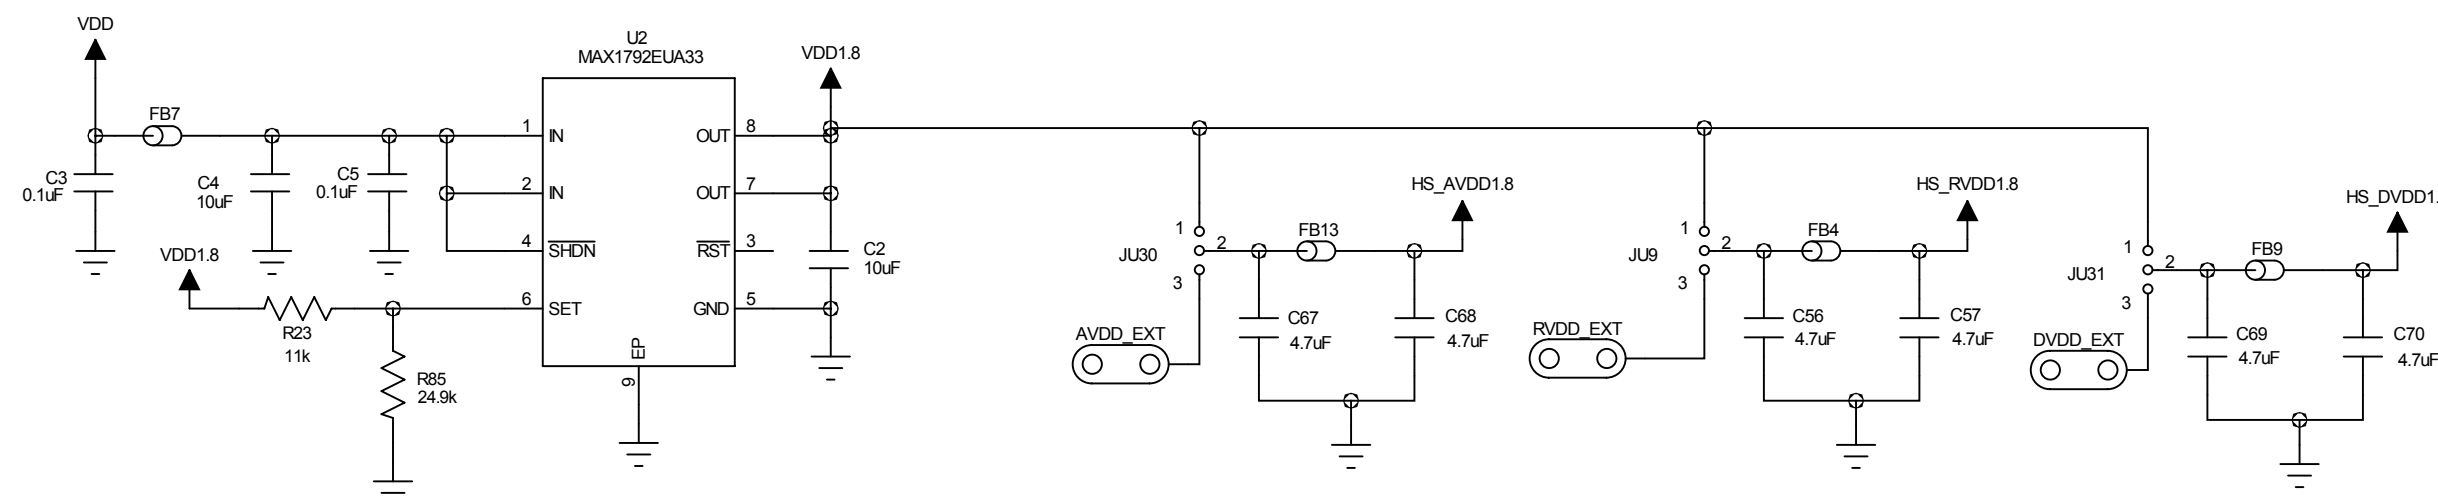 VDD
U2
MAX1792EUA33
VDD1.8
FB7
1
IN
OUT
8
C3
0.1uF
C4
10uF
C5
0.1uF
2
IN
OUT
7
4
SHDN
RST
3
C2
10uF
VDD1.8
6
SET
GND
5
R23
11k
R85
24.9k
EP
9
HS_AVDD1.8
1
JU30
2
3
FB13
C67
4.7uF
C68
4.7uF
AVDD_EXT
HS_RVDD1.8
1
JU9
2
3
FB4
C56
4.7uF
C57
4.7uF
RVDD_EXT
HS_DVDD1.
1
JU31
2
3
FB9
C69
4.7uF
C70
4.7uF
DVDD_EXT